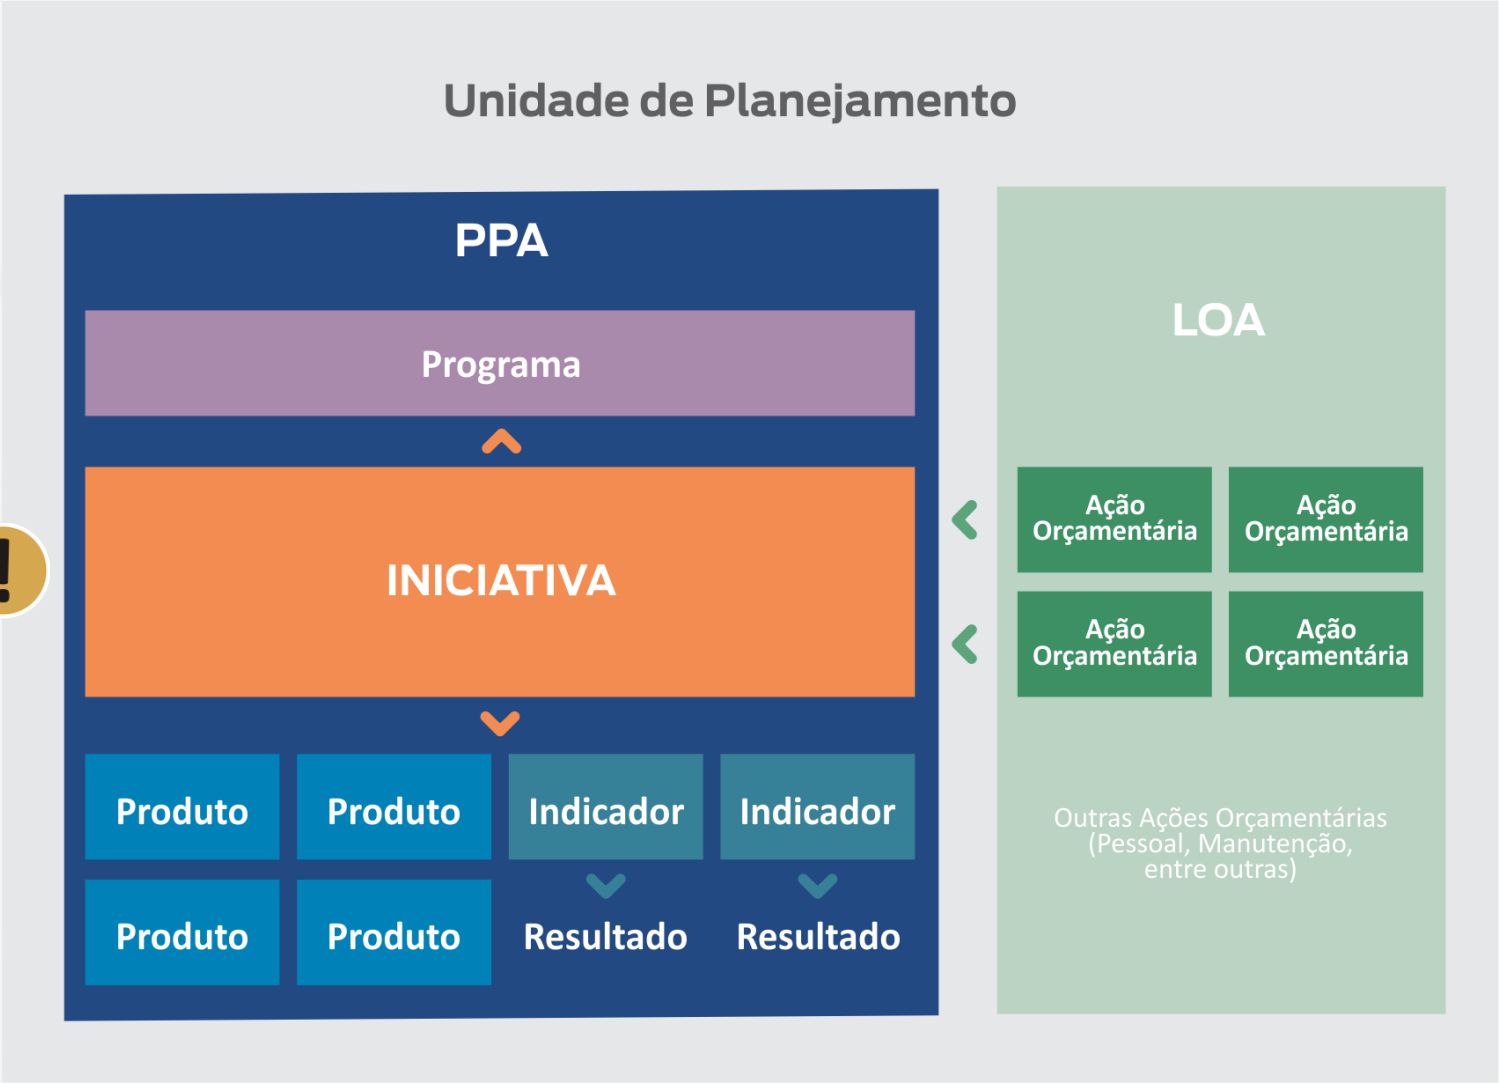 Unidade de Planejamento
PPA
Programa
INICIATIVA
Produto
Produto
Indicador
Indicador
Produto
Produto
Resultado
Resultado
LOA
Ação
Orçamentária
Ação
Orçamentária
Ação
Orçamentária
Ação
Orçamentária
Outras Ações Orçamentárias
(Pessoal, Manutenção,
entre outras)
!